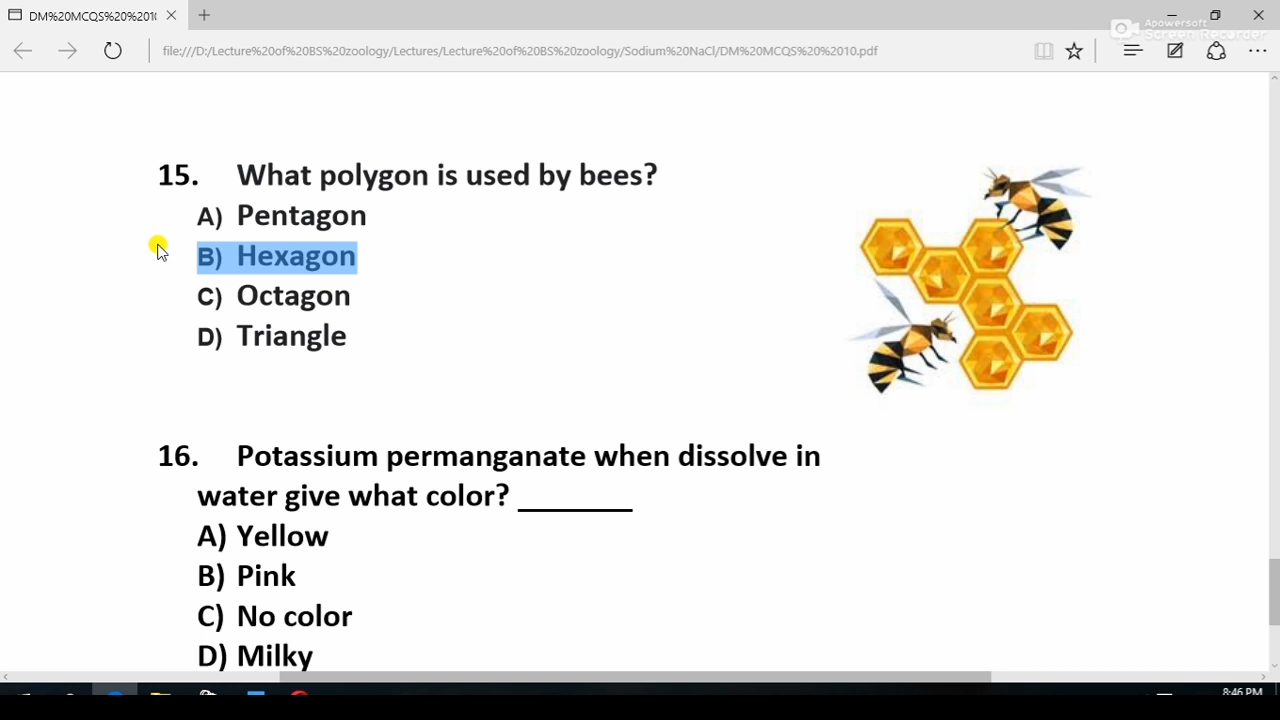 DM%20MCQS%20%2010
Apowersoft
Screen Recorder
file:///D:/Lecture%20of%20BS%20zoology/Lectures/Lecture%20of%20BS%20zoology/Sodium%20NaCl/DM%20MCQS%20%2010.pdf
15. What polygon is used by bees?
A) Pentagon
B) Hexagon
C) Octagon
D) Triangle
16. Potassium permanganate when dissolve in
water give what color? ________
A) Yellow
B) Pink
C) No color
D) Milky
8:46 PM